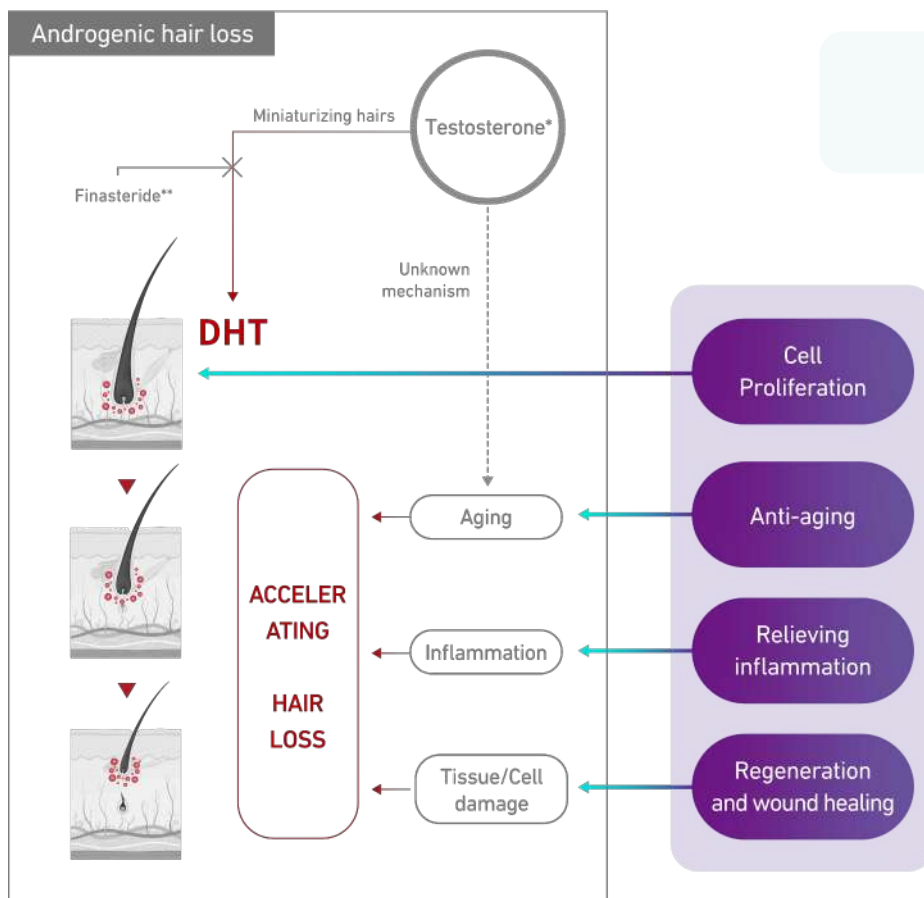 Androgenic hair loss
Miniaturizing hairs
Testosterone*
Finasteride**
Unknown
mechanism
DHT
Cell
Proliferation
Aging
Anti-aging
ACCELER
ATING
HAIR
LOSS
Inflammation
Relieving
inflammation
Tissue/Cell
damage
Regeneration
and wound healing